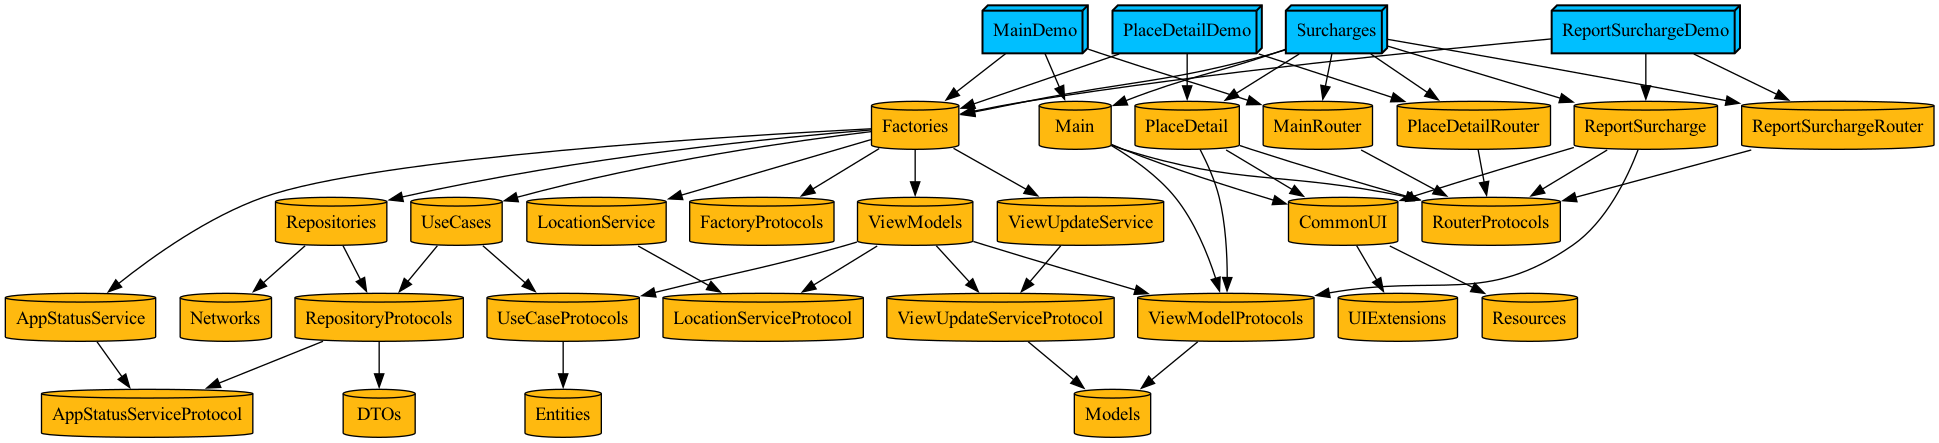 MainDemo
PlaceDetailDemo
Surcharges
ReportSurchargeDemo
Factories
Main
PlaceDetail
MainRouter
PlaceDetailRouter
ReportSurcharge
ReportSurchargeRouter
Repositories
UseCases
LocationService
FactoryProtocols
ViewModels
ViewUpdateService
CommonUI
RouterProtocols
AppStatusService
Networks
RepositoryProtocols
UseCaseProtocols
LocationServiceProtocol
ViewUpdateServiceProtocol
ViewModelProtocols
UIExtensions
Resources
AppStatusServiceProtocol
DTOs
Entities
Models